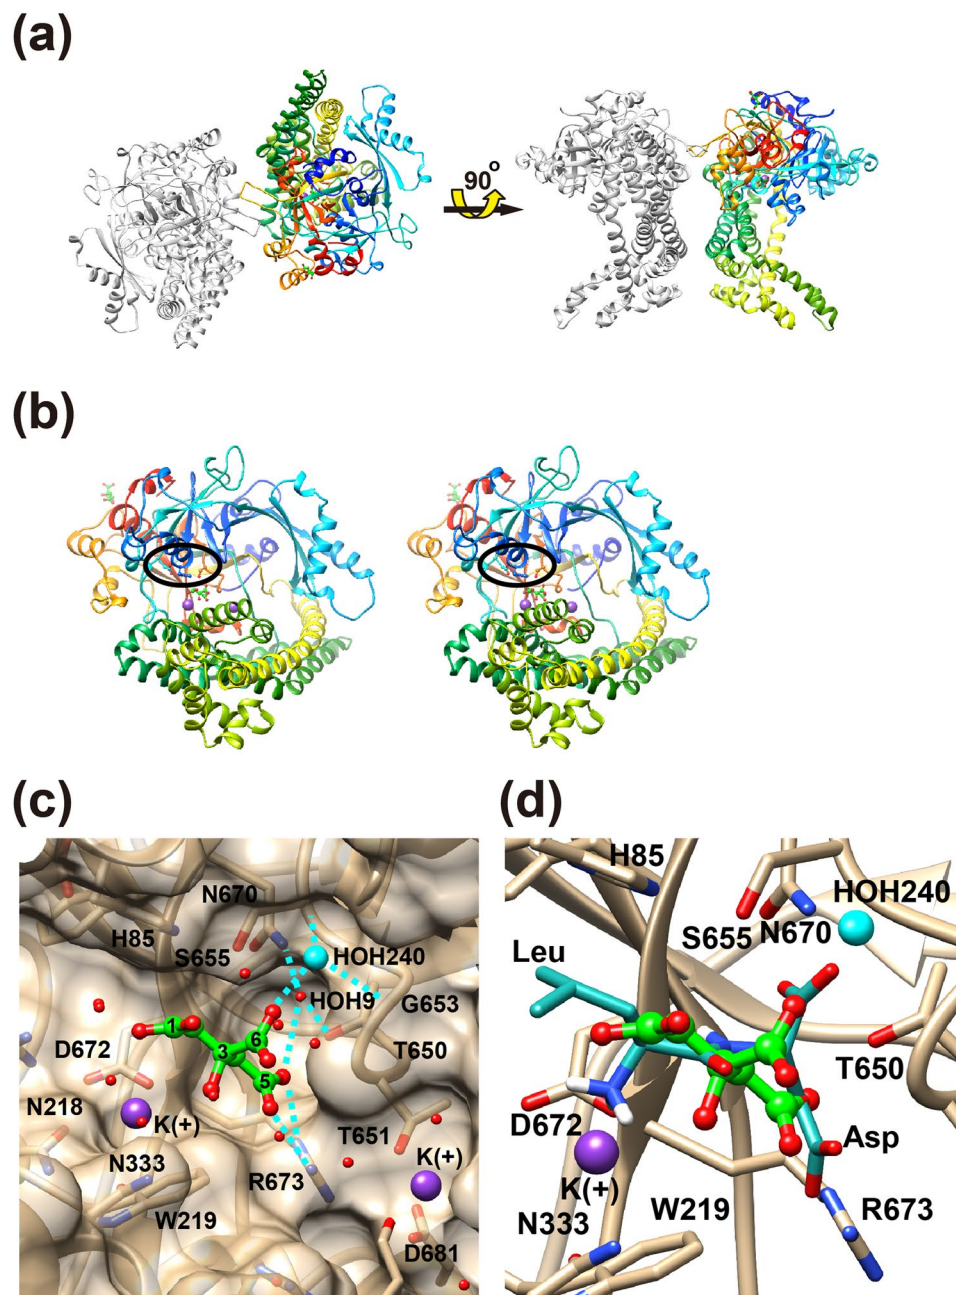 (a)
90°
(b)
(c)
N670
H85
S655
HOH240
HOH9
G653
1
6
3
D672
T650
5
N218
K(+)
T651
K(+)
N333
R673
W219
D681
(d)
H85
HOH240
S655
N670
Leu
T650
D672
Asp
K(+)
N333
W219
R673